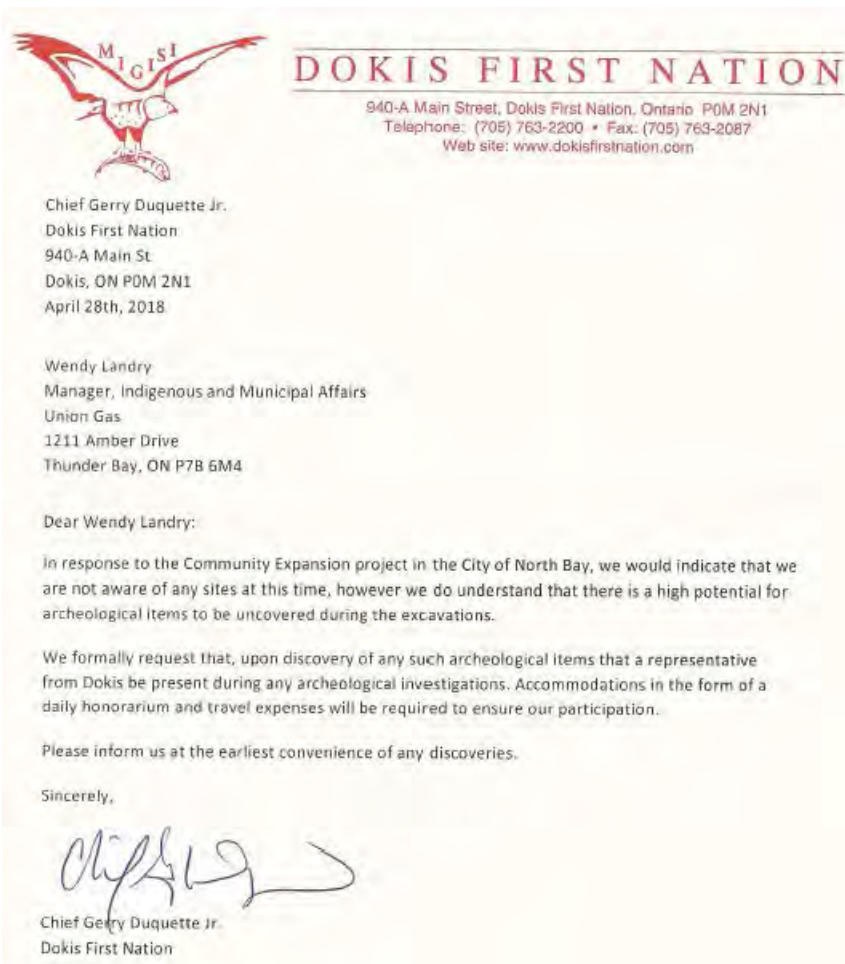 MIGISI
DOKIS FIRST NATION
940-A Main Street, Dokis First Nation, Ontario P0M 2N1
Telephone: (705) 763-2200 • Fax: (705) 763-2087
Web site: www.dokisfirstnation.com
Chief Gerry Duquette Jr.
Dokis First Nation
940-A Main St
Dokis, ON P0M 2N1
April 28th, 2018
Wendy Landry
Manager, Indigenous and Municipal Affairs
Union Gas
1211 Amber Drive
Thunder Bay, ON P7B 6M4
Dear Wendy Landry:
In response to the Community Expansion project in the City of North Bay, we would indicate that we
are not aware of any sites at this time, however we do understand that there is a high potential for
archeological items to be uncovered during the excavations.
We formally request that, upon discovery of any such archeological items that a representative
from Dokis be present during any archeological investigations. Accommodations in the form of a
daily honorarium and travel expenses will be required to ensure our participation.
Please inform us at the earliest convenience of any discoveries.
Sincerely,
Chief Gerry Duquette Jr.
Dokis First Nation